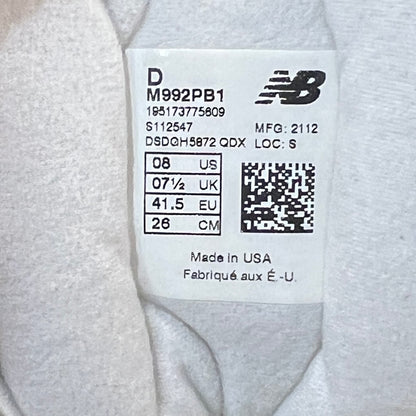 D
NB
M992PB1
195173775609
S112547 MFG: 2112
DSDGH5872 QDX LOC: S
08 US
07½ UK
41.5 EU
26 CM
Made in USA
Fabriqué aux É.-U.